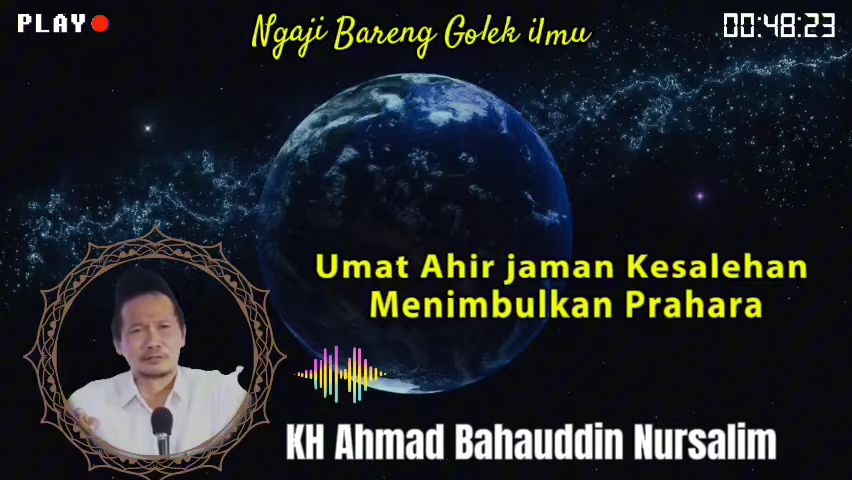 PLAY
Ngaji Bareng Golek ilmu
00:48:23
Umat Ahir jaman Kesalehan
Menimbulkan Prahara
KH Ahmad Bahauddin Nursalim